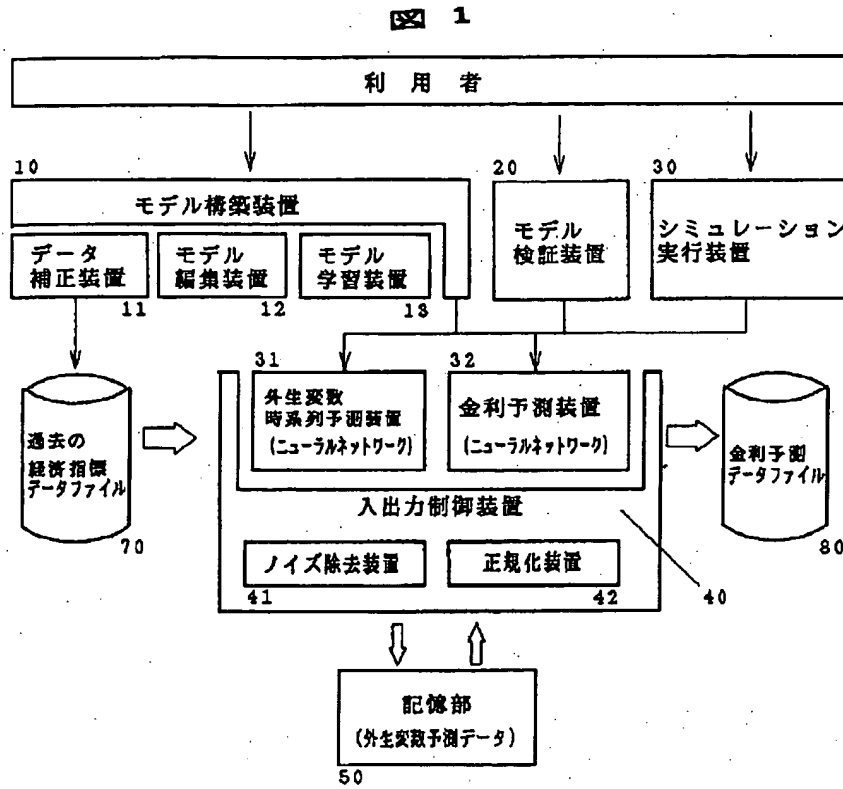 図 1
利 用 者
10
モデル構築装置
データ
補正装置
11
モデル
編集装置
12
モデル
学習装置
13
20
モデル
検証装置
30
シミュレーション
実行装置
過去の
経済指標
データファイル
70
31
外生変数
時系列予測装置
(ニューラルネットワーク)
32
金利予測装置
(ニューラルネットワーク)
入出力制御装置
ノイズ除去装置
41
正規化装置
42
40
金利予測
データファイル
80
記憶部
(外生変数予測データ)
50